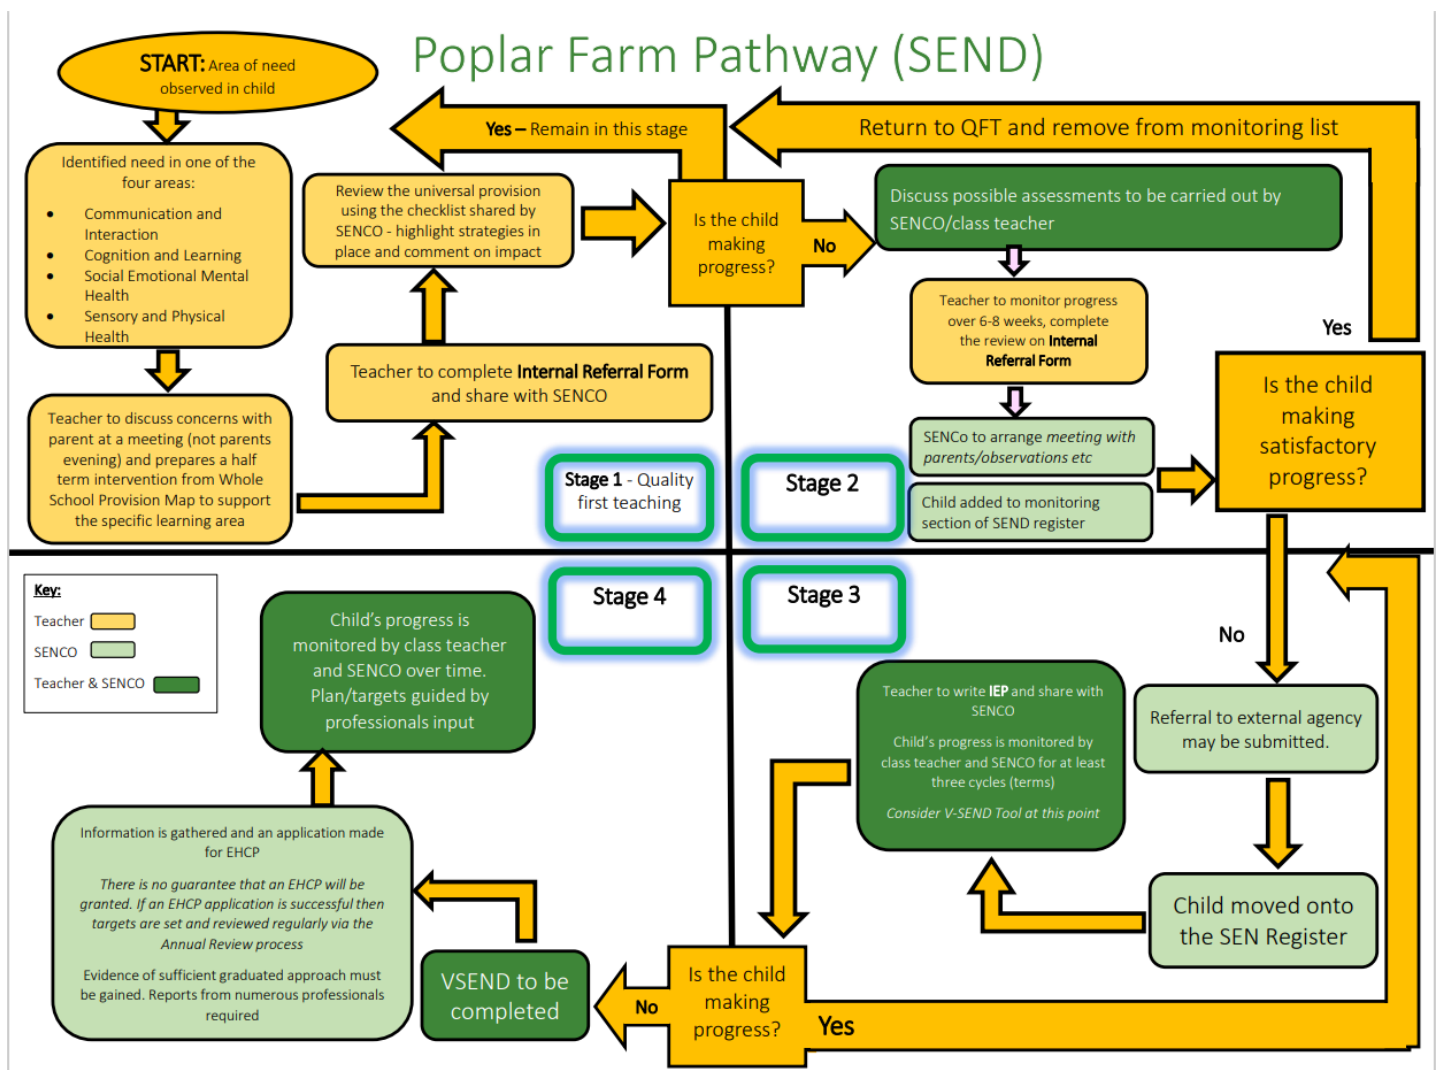 Poplar Farm Pathway (SEND)
START: Area of need
observed in child
Identified need in one of the
four areas:
• Communication and
Interaction
• Cognition and Learning
• Social Emotional Mental
Health
• Sensory and Physical
Health
Teacher to discuss concerns with
parent at a meeting (not parents
evening) and prepares a half
term intervention from Whole
School Provision Map to support
the specific learning area
Teacher to complete Internal Referral Form
and share with SENCO
Review the universal provision
using the checklist shared by
SENCO - highlight strategies in
place and comment on impact
Is the child
making
progress?
Yes – Remain in this stage
No
Stage 1 - Quality
first teaching
Return to QFT and remove from monitoring list
Discuss possible assessments to be carried out by
SENCO/class teacher
Teacher to monitor progress
over 6-8 weeks, complete
the review on Internal
Referral Form
SENCo to arrange meeting with
parents/observations etc
Child added to monitoring
section of SEND register
Stage 2
Yes
Is the child
making
satisfactory
progress?
No
Stage 3
Referral to external agency
may be submitted.
Child moved onto
the SEN Register
Teacher to write IEP and share with
SENCO
Child’s progress is monitored by
class teacher and SENCO for at least
three cycles (terms)
Consider V-SEND Tool at this point
Is the child
making
progress?
Yes
No
Stage 4
VSEND to be
completed
Information is gathered and an application made
for EHCP
There is no guarantee that an EHCP will be
granted. If an EHCP application is successful then
targets are set and reviewed regularly via the
Annual Review process
Evidence of sufficient graduated approach must
be gained. Reports from numerous professionals
required
Child’s progress is
monitored by class teacher
and SENCO over time.
Plan/targets guided by
professionals input
Key:
Teacher
SENCO
Teacher & SENCO